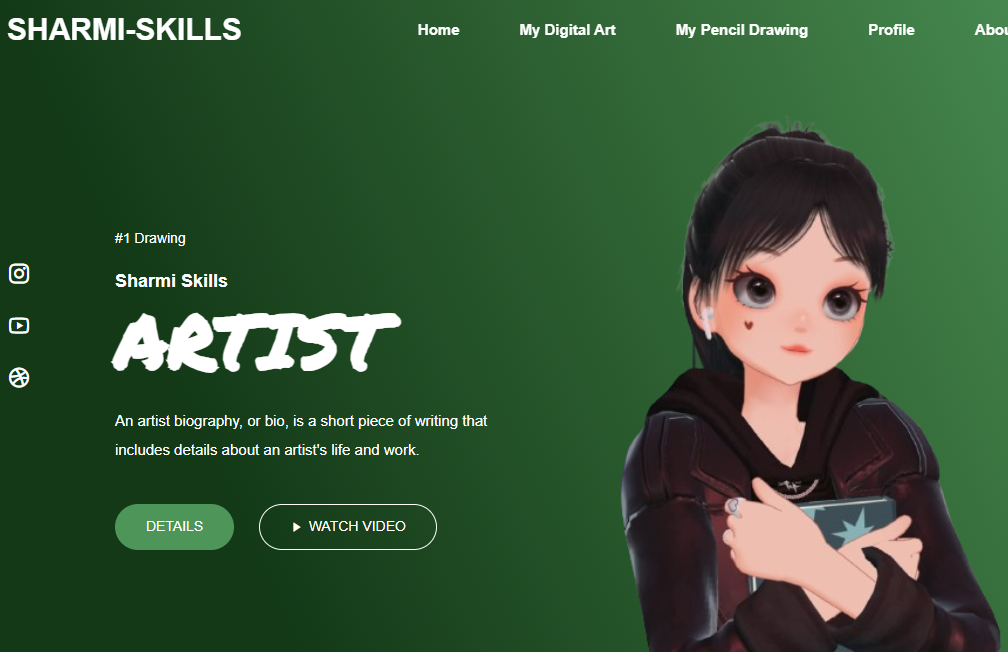 SHARMI-SKILLS
Home My Digital Art My Pencil Drawing Profile
#1 Drawing
Sharmi Skills
ARTIST
An artist biography, or bio, is a short piece of writing that
includes details about an artist's life and work.
DETAILS WATCH VIDEO